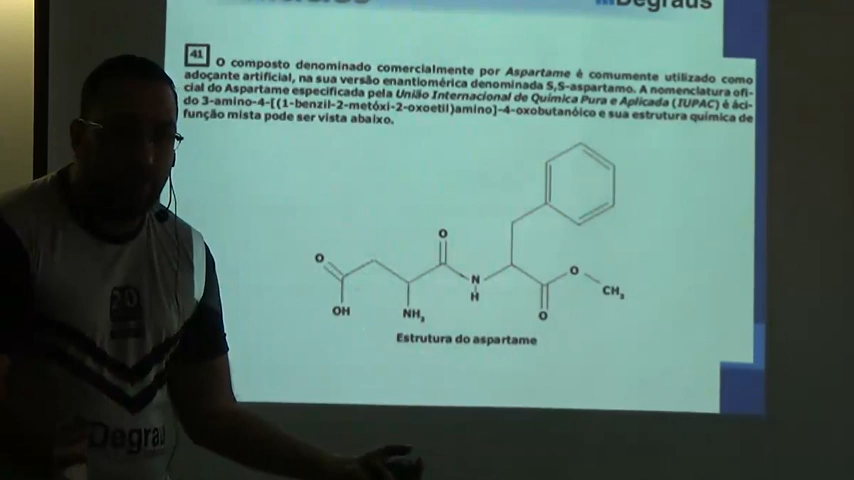 Degraus
41 O composto denominado comercialmente por Aspartame é comumente utilizado como
adoçante artificial, na sua versão enantiomérica denominada S,S-aspartamo. A nomenclatura ofi-
cial do Aspartame especificada pela União Internacional de Química Pura e Aplicada (IUPAC) é áci-
do 3-amino-4-[(1-benzil-2-metóxi-2-oxoetil)amino]-4-oxobutanóico e sua estrutura química de
função mista pode ser vista abaixo.
O
O
O
N
H
CH3
OH
NH2
O
Estrutura do aspartame
20
Degrau